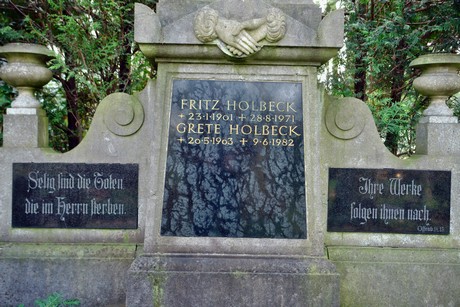 FRITZ HOLBECK
+ 23·1·1901 + 28·8·1971
GRETE HOLBECK
+ 20·5·1903 + 9·6·1982
Selig sind die Toten
die im Herrn sterben.
Ihre Werke
folgen ihnen nach.